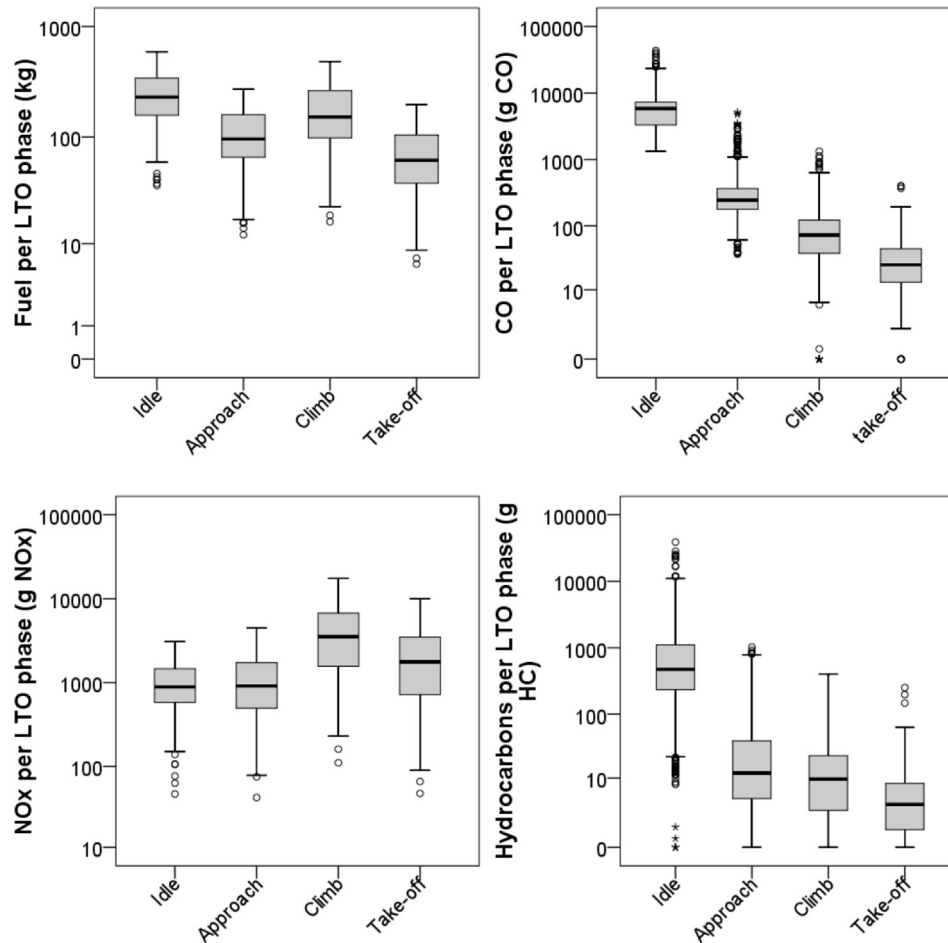 Fuel per LTO phase (kg)
1000
100
10
1
0
Idle
Approach
Climb
Take-off
CO per LTO phase (g CO)
100000
10000
1000
100
10
0
Idle
Approach
Climb
take-off
NOx per LTO phase (g NOx)
100000
10000
1000
100
10
Idle
Approach
Climb
Take-off
Hydrocarbons per LTO phase (g
HC)
100000
10000
1000
100
10
0
Idle
Approach
Climb
Take-off